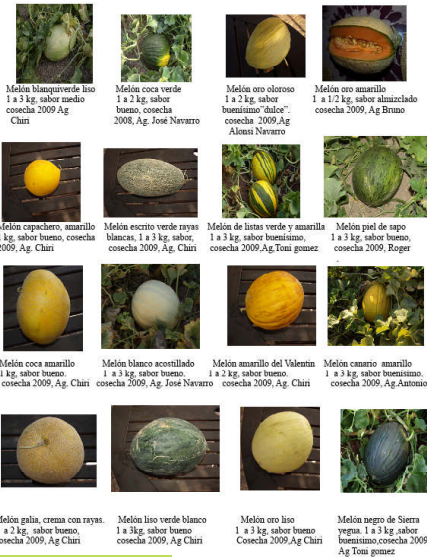 Melón blanquiverde liso
1 a 3 kg, sabor medio
cosecha 2009 Ag
Chiri
Melón coca verde
1 a 2 kg, sabor
bueno, cosecha
2008, Ag. José Navarro
Melón oro oloroso
1 a 2 kg, sabor
buenísimo"dulce".
cosecha 2009,Ag
Alonsi Navarro
Melón oro amarillo
1 a 1/2 kg, sabor almizclado
cosecha 2009, Ag Bruno
Melón capachero, amarillo
1 kg, sabor bueno, cosecha
2009, Ag. Chiri
Melón escrito verde rayas
blancas, 1 a 3 kg, sabor,
cosecha 2009, Ag, Chiri
Melón de listas verde y amarilla
1 a 3 kg, sabor buenísimo,
cosecha 2009,Ag,Toni gomez
Melón piel de sapo
1 a 3 kg, sabor bueno,
cosecha 2009, Roger
.
Melón coca amarillo
1 kg, sabor bueno.
cosecha 2009, Ag. Chiri
Melón blanco acostillado
1 a 3 kg, sabor bueno.
cosecha 2009, Ag. José Navarro
Melón amarillo del Valentin
1 a 2 kg, sabor bueno.
cosecha 2009, Ag. Chiri
Melón canario amarillo
1 a 3 kg, sabor buenísimo.
cosecha 2009, Ag.Antonio
Melón galia, crema con rayas.
a 2 kg, sabor bueno,
cosecha 2009, Ag Chiri
Melón liso verde blanco
1 a 3kg, sabor bueno
cosecha 2009, Ag Chiri
Melón oro liso
1 a 3 kg, sabor bueno
Cosecha 2009,Ag Chiri
Melón negro de Sierra
yegua. 1 a 3 kg ,sabor
buenisimo,cosecha 2009
Ag Toni gomez